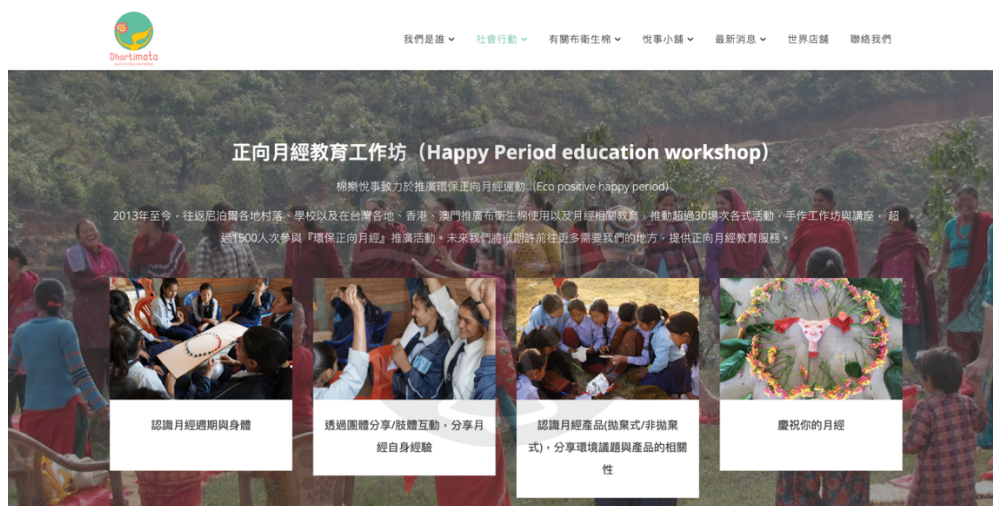 Dhartimata
我們是誰
社會行動
有關布衛生棉
悅事小舖
最新消息
世界店舖
聯絡我們
正向月經教育工作坊（Happy Period education workshop）
棉樂悅事致力於推廣環保正向月經運動（Eco positive happy period)
2013年至今，往返尼泊爾各地村落、學校以及在台灣各地、香港、澳門推廣布衛生棉使用以及月經相關教育，推動超過30場次各式活動，手作工作坊與講座， 超
過1500人次參與『環保正向月經』推廣活動。未來我們將很期許前往更多需要我們的地方，提供正向月經教育服務。
認識月經週期與身體
透過團體分享/肢體互動，分享月
經自身經驗
認識月經產品(拋棄式/非拋棄
式)，分享環境議題與產品的相關
性
慶祝你的月經